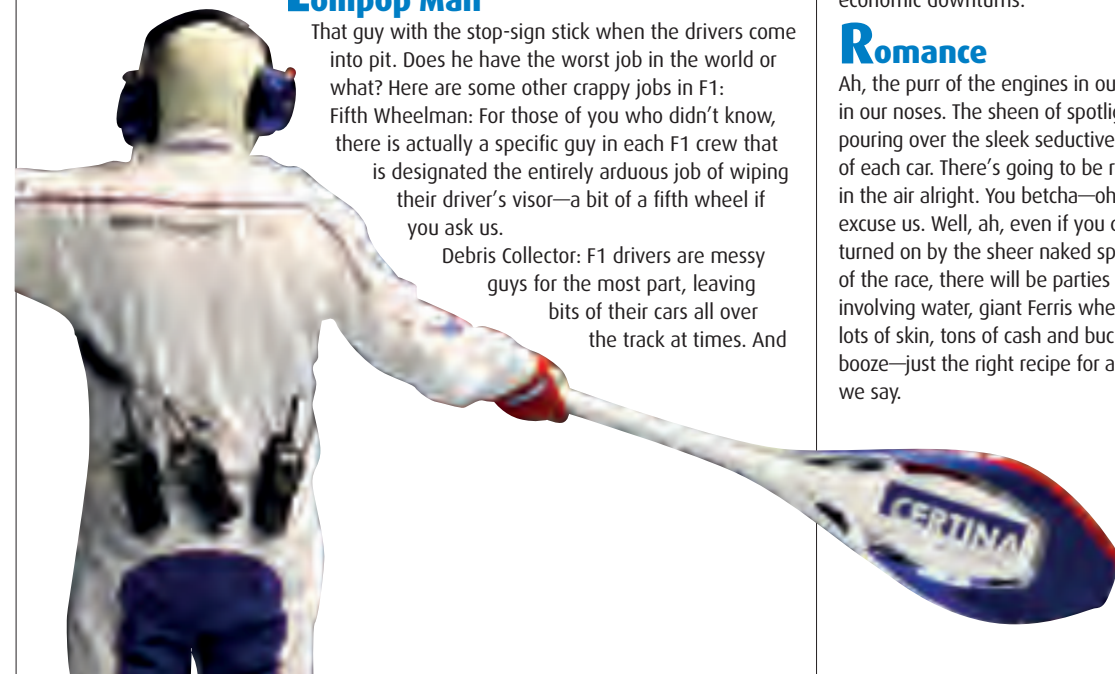 Lollipop Man
That guy with the stop-sign stick when the drivers come
into pit. Does he have the worst job in the world or
what? Here are some other crappy jobs in F1:
Fifth Wheelman: For those of you who didn't know,
there is actually a specific guy in each F1 crew that
is designated the entirely arduous job of wiping
their driver's visor—a bit of a fifth wheel if
you ask us.
Debris Collector: F1 drivers are messy
guys for the most part, leaving
bits of their cars all over
the track at times. And
economic downturns.
Romance
Ah, the purr of the engines in ou
in our noses. The sheen of spotlig
pouring over the sleek seductive
of each car. There's going to be r
in the air alright. You betcha—oh
excuse us. Well, ah, even if you
turned on by the sheer naked sp
of the race, there will be parties
involving water, giant Ferris whe
lots of skin, tons of cash and buc
booze—just the right recipe for a
we say.
CERTINA